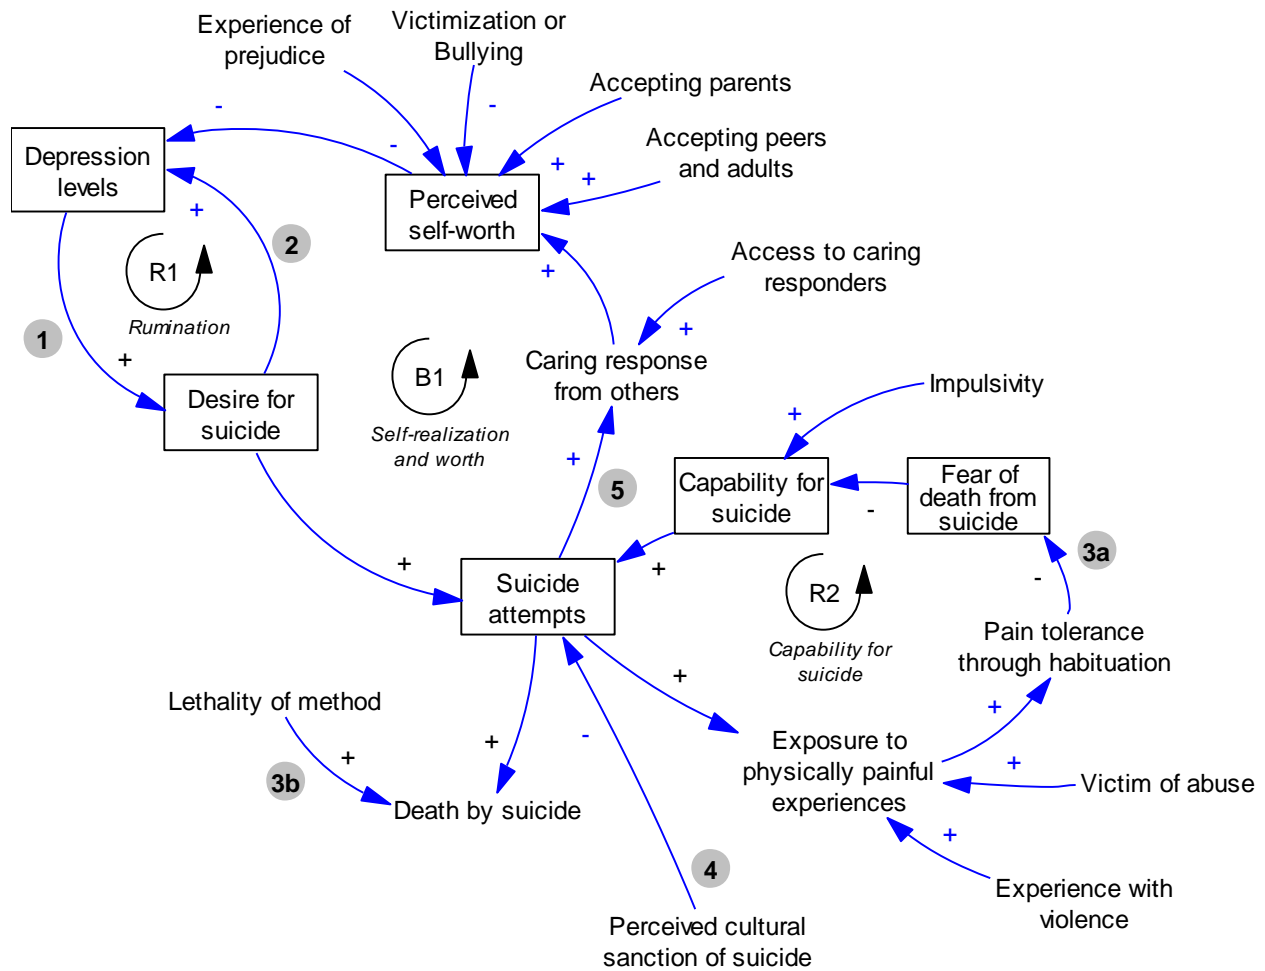 Experience of
prejudice
Victimization or
Bullying
Accepting parents
Accepting peers
and adults
-
-
-
+
+
Depression
levels
Perceived
self-worth
+
2
R1
Rumination
1
+
+
Access to caring
responders
+
Caring response
from others
B1
Self-realization
and worth
Desire for
suicide
Impulsivity
+
+
5
Capability for
suicide
-
Fear of
death from
suicide
3a
+
+
-
Suicide
attempts
R2
Capability for
suicide
Pain tolerance
through habituation
+
Lethality of method
+
3b
+
-
Death by suicide
Exposure to
physically painful
experiences
+
+
Victim of abuse
+
Experience with
violence
4
Perceived cultural
sanction of suicide